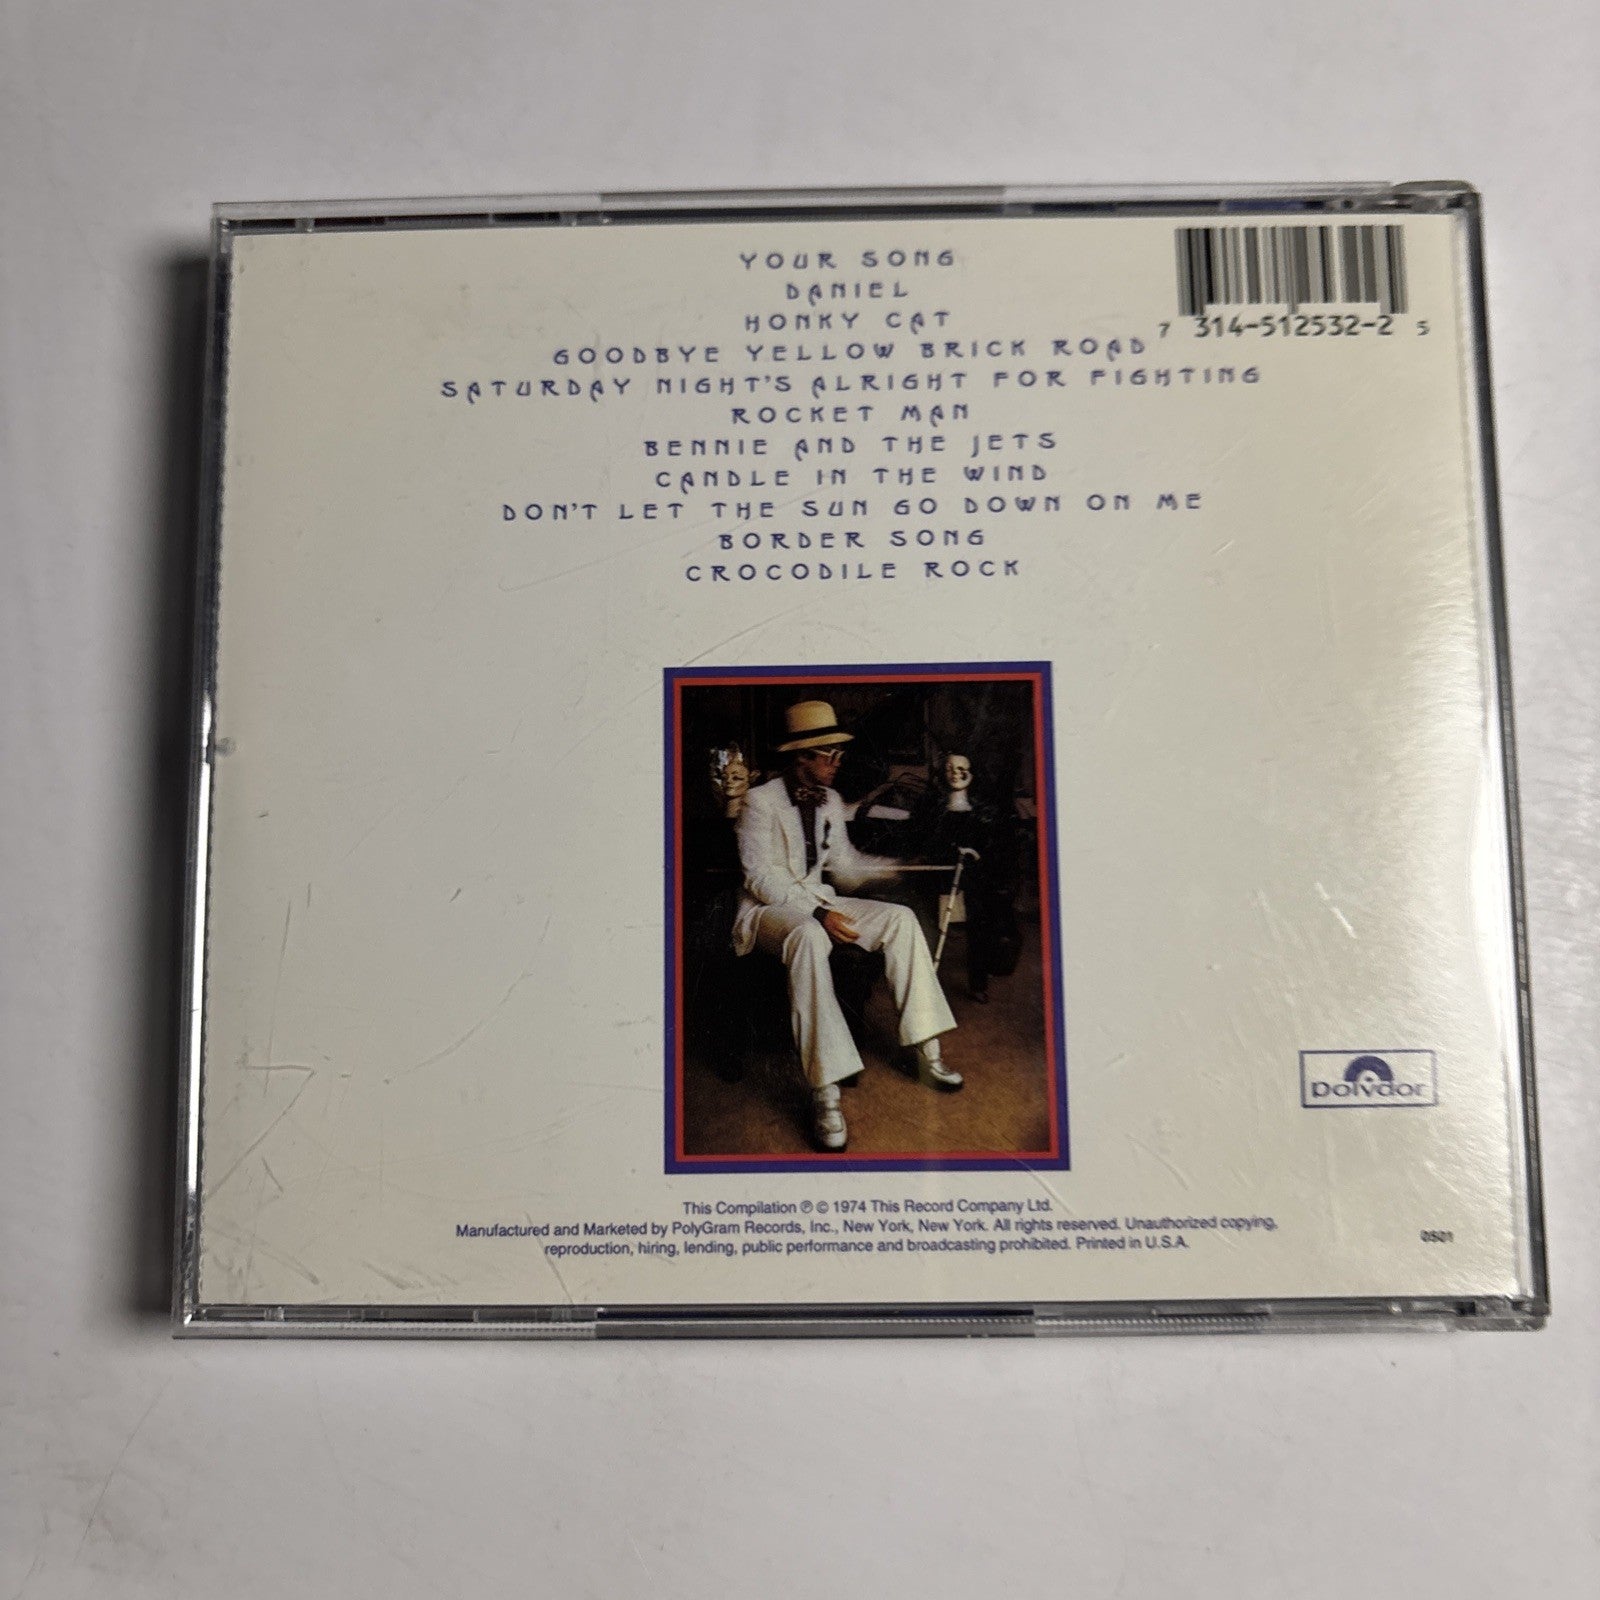 YOUR SONG
DANIEL
HONKY CAT
GOODBYE YELLOW BRICK ROAD
SATURDAY NIGHT'S ALRIGHT FOR FIGHTING
ROCKET MAN
BENNIE AND THE JETS
CANDLE IN THE WIND
DON'T LET THE SUN GO DOWN ON ME
BORDER SONG
CROCODILE ROCK
7 314-512532-2 5
polydor
This Compilation ℗ © 1974 This Record Company Ltd.
Manufactured and Marketed by PolyGram Records, Inc., New York, New York. All rights reserved. Unauthorized copying,
reproduction, hiring, lending, public performance and broadcasting prohibited. Printed in U.S.A.
0501